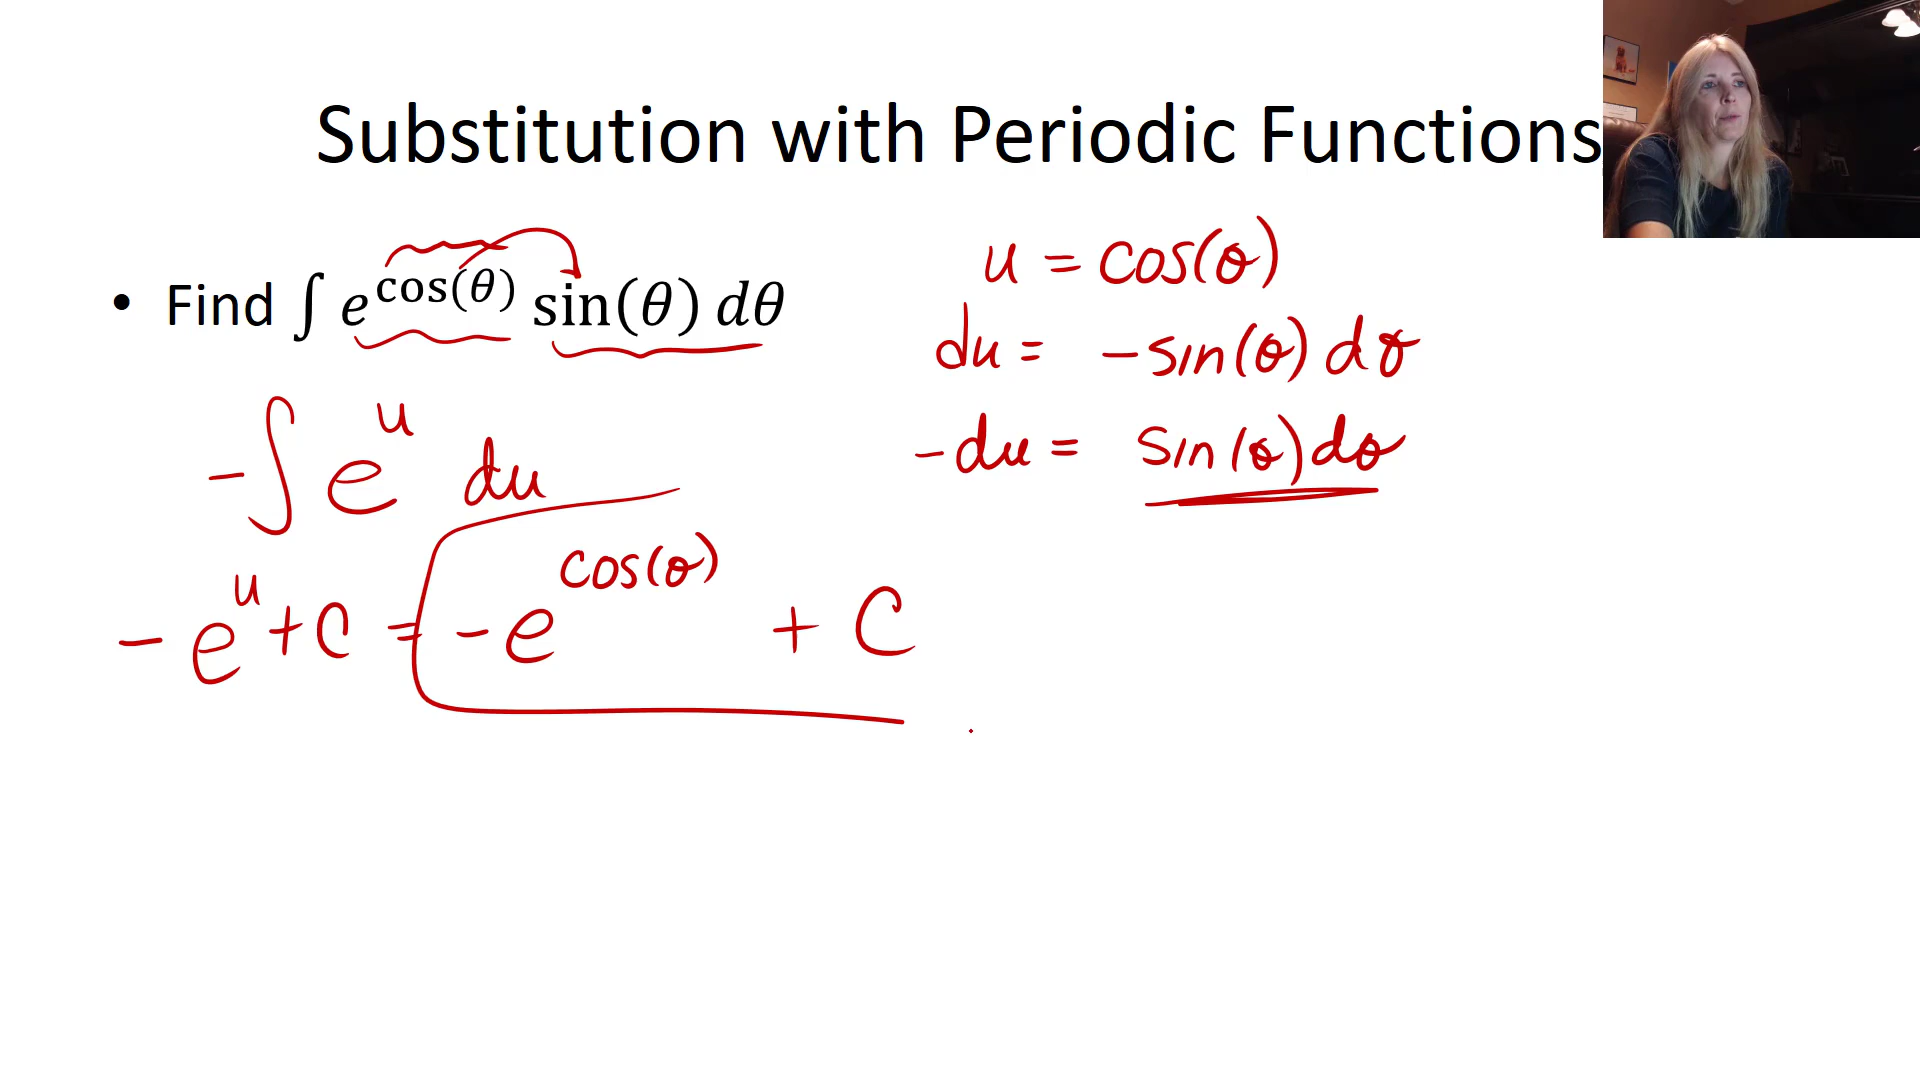 Substitution with Periodic Functions
• Find ∫ e^cos(θ) sin(θ) dθ
u = cos(θ)
du = -sin(θ) dθ
-du = sin(θ)dθ
-∫ e^u du
-e^u + C = -e^cos(θ) + C